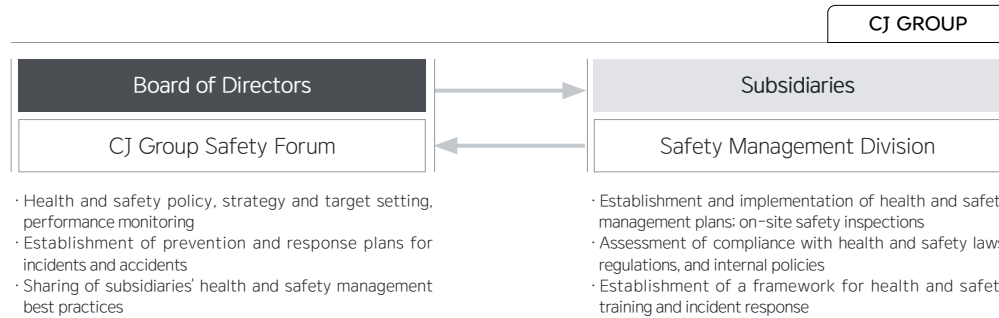 CJ GROUP
Board of Directors
CJ Group Safety Forum
· Health and safety policy, strategy and target setting,
performance monitoring
· Establishment of prevention and response plans for
incidents and accidents
· Sharing of subsidiaries' health and safety management
best practices
Subsidiaries
Safety Management Division
· Establishment and implementation of health and safet
management plans; on-site safety inspections
· Assessment of compliance with health and safety laws
regulations, and internal policies
· Establishment of a framework for health and safet
training and incident response